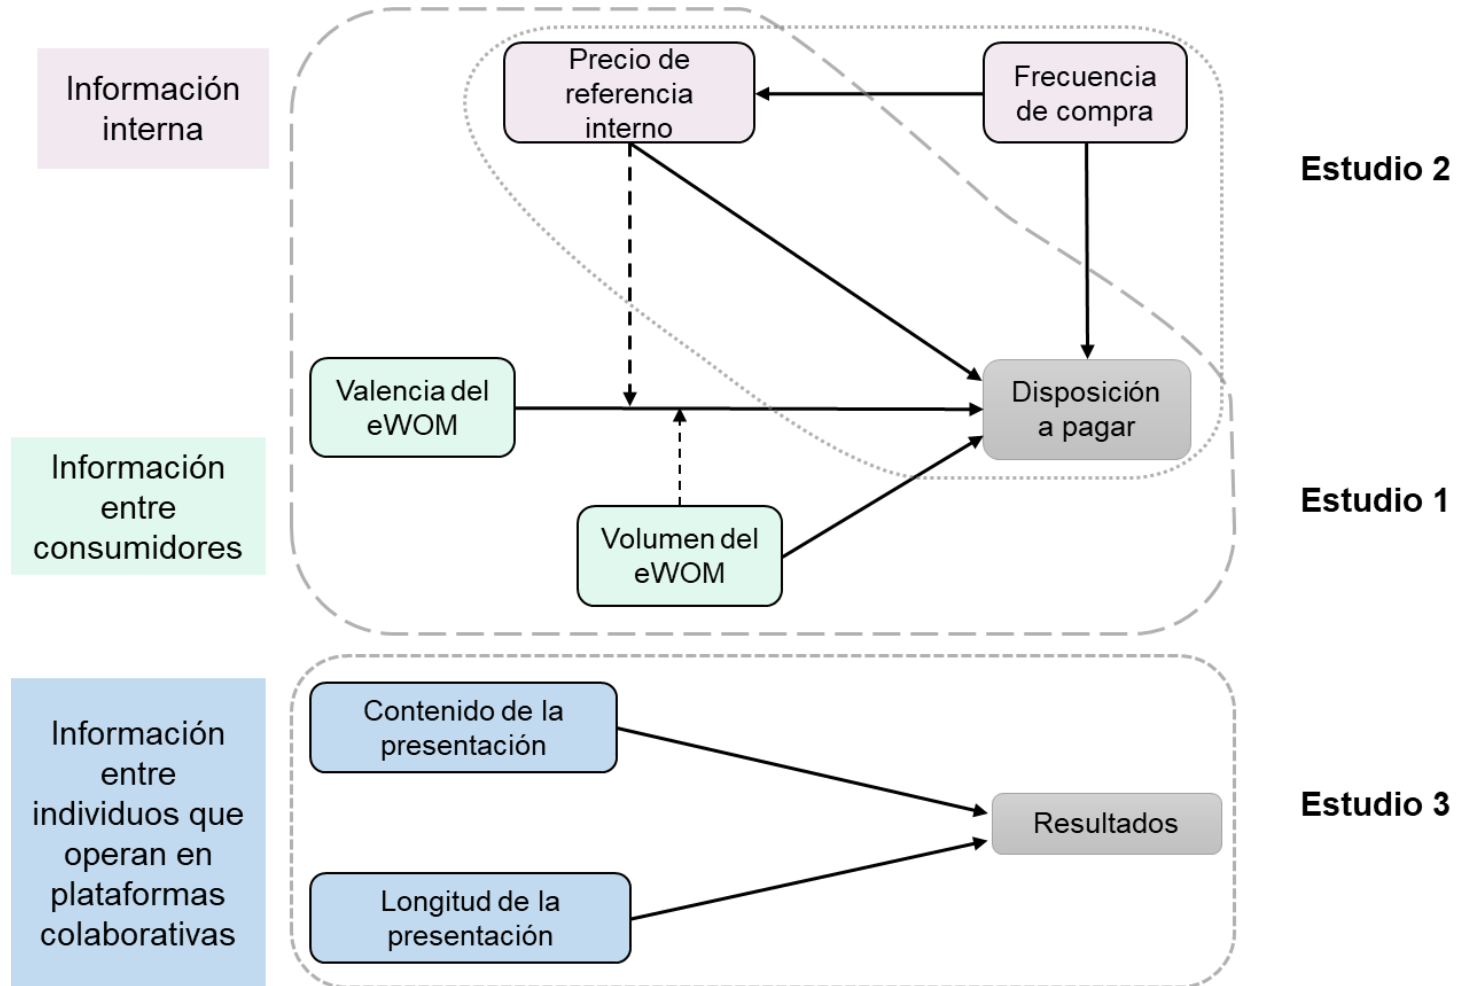 Información
interna
Precio de
referencia
interno
Frecuencia
de compra
Estudio 2
Valencia del
eWOM
Disposición
a pagar
Información
entre
consumidores
Volumen del
eWOM
Estudio 1
Información
entre
individuos que
operan en
plataformas
colaborativas
Contenido de la
presentación
Resultados
Longitud de la
presentación
Estudio 3